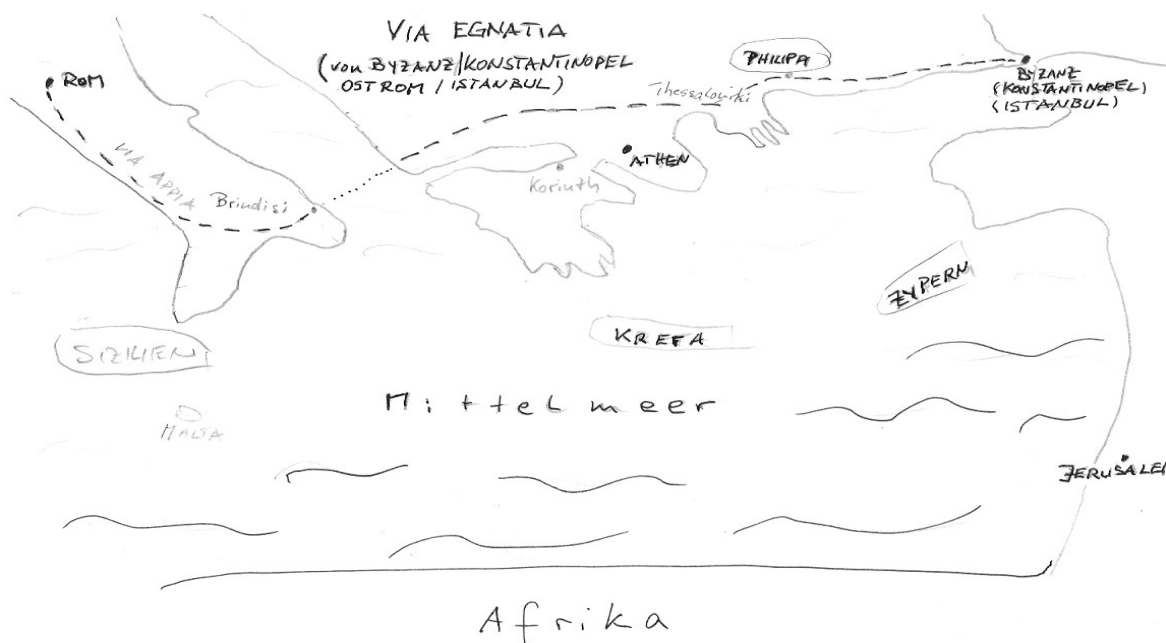 VIA EGNATIA
(von BYZANZ/KONSTANTINOPEL
OSTROM / ISTANBUL)
ROM
PHILIPPI
Thessaloniki
BYZANZ
(KONSTANTINOPEL)
(ISTANBUL)
ATHEN
Korinth
VIA APPIA
Brindisi
ZYPERN
KRETA
SIZILIEN
Mittelmeer
MALTA
JERUSALEM
Afrika